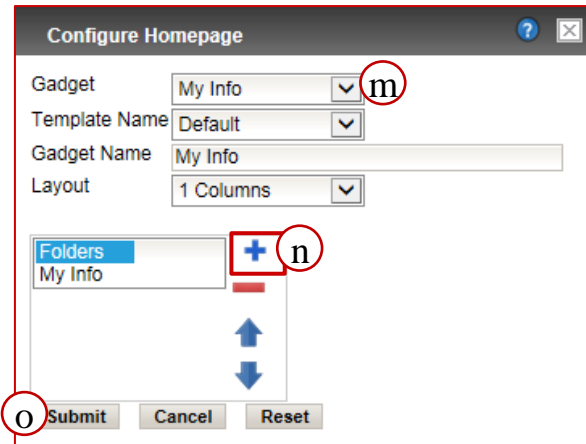 Configure Homepage ?
Gadget My Info m
Template Name Default
Gadget Name My Info
Layout 1 Columns
Folders n
My Info
o Submit Cancel Reset